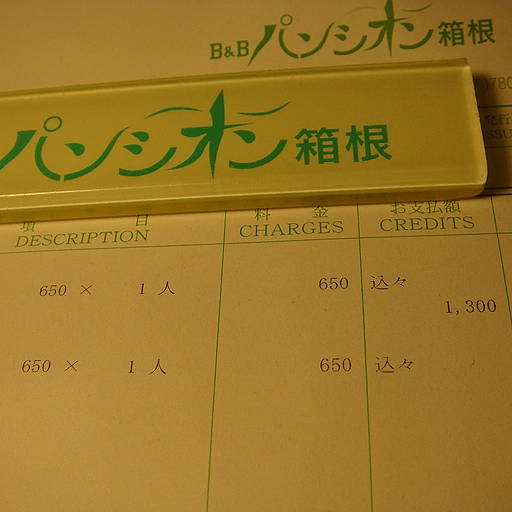 B&B パンシオン箱根
パンシオン箱根
発行
項 目 料 金 お支払額
DESCRIPTION CHARGES CREDITS
650 × 1 人 650 込々
1,300
650 × 1 人 650 込々